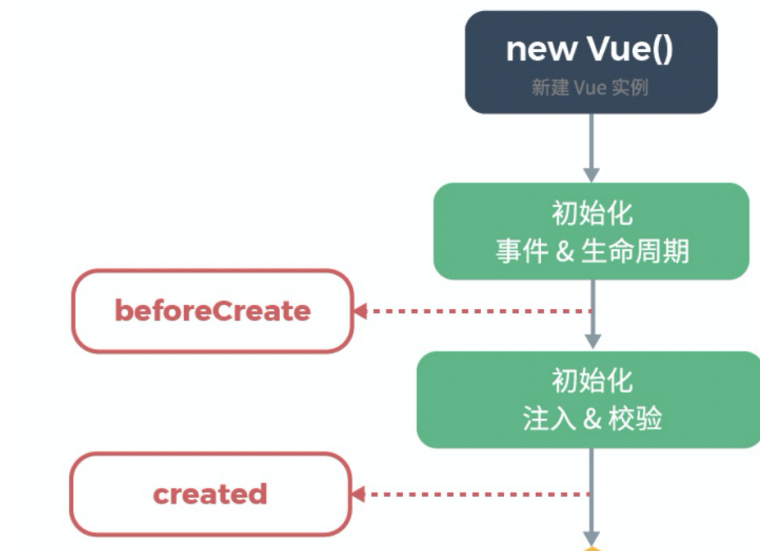 new Vue()
新建 Vue 实例
初始化
事件 & 生命周期
beforeCreate
初始化
注入 & 校验
created